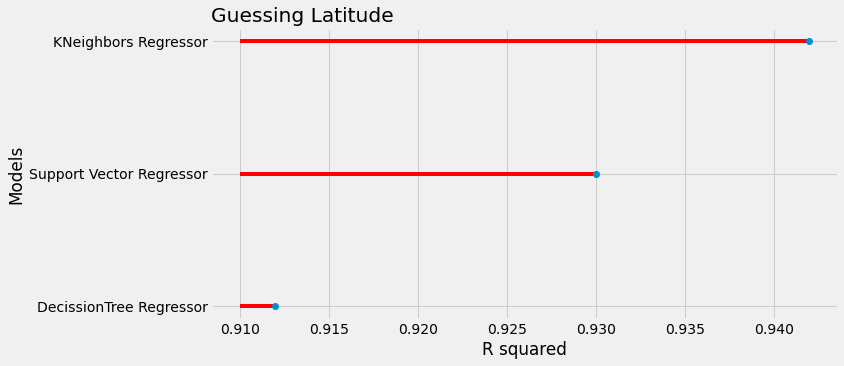 Guessing Latitude
KNeighbors Regressor
Support Vector Regressor
DecissionTree Regressor
Models
0.910 0.915 0.920 0.925 0.930 0.935 0.940
R squared